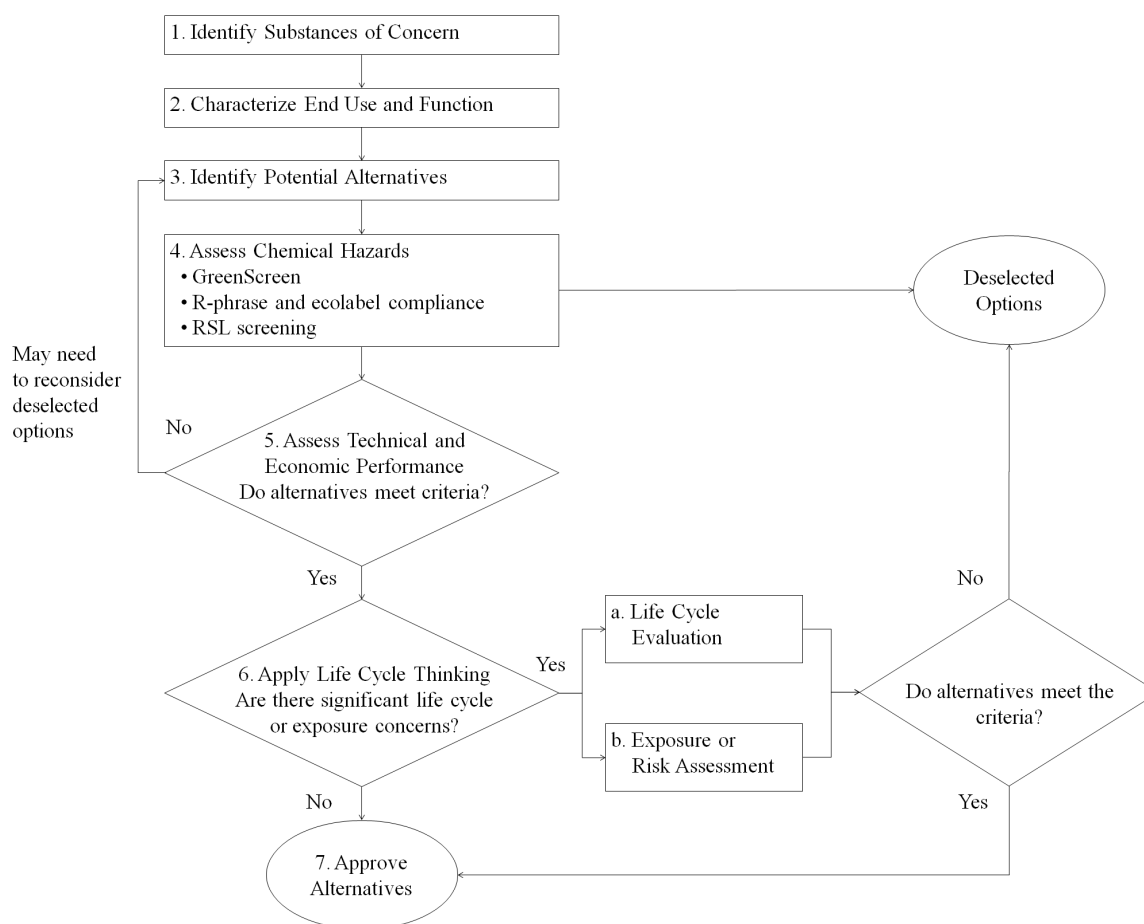 1. Identify Substances of Concern
2. Characterize End Use and Function
3. Identify Potential Alternatives
4. Assess Chemical Hazards
• GreenScreen
• R-phrase and ecolabel compliance
• RSL screening
Deselected
Options
May need
to reconsider
deselected
options
No
5. Assess Technical and
Economic Performance
Do alternatives meet criteria?
Yes
6. Apply Life Cycle Thinking
Are there significant life cycle
or exposure concerns?
Yes
a. Life Cycle
Evaluation
b. Exposure or
Risk Assessment
No
Do alternatives meet the
criteria?
Yes
No
7. Approve
Alternatives